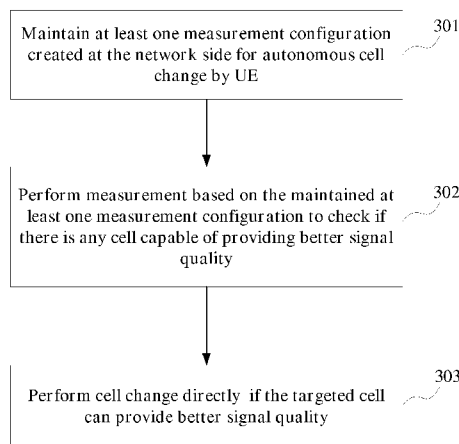 Maintain at least one measurement configuration
created at the network side for autonomous cell
change by UE
301
Perform measurement based on the maintained at
least one measurement configuration to check if
there is any cell capable of providing better signal
quality
302
Perform cell change directly if the targeted cell
can provide better signal quality
303